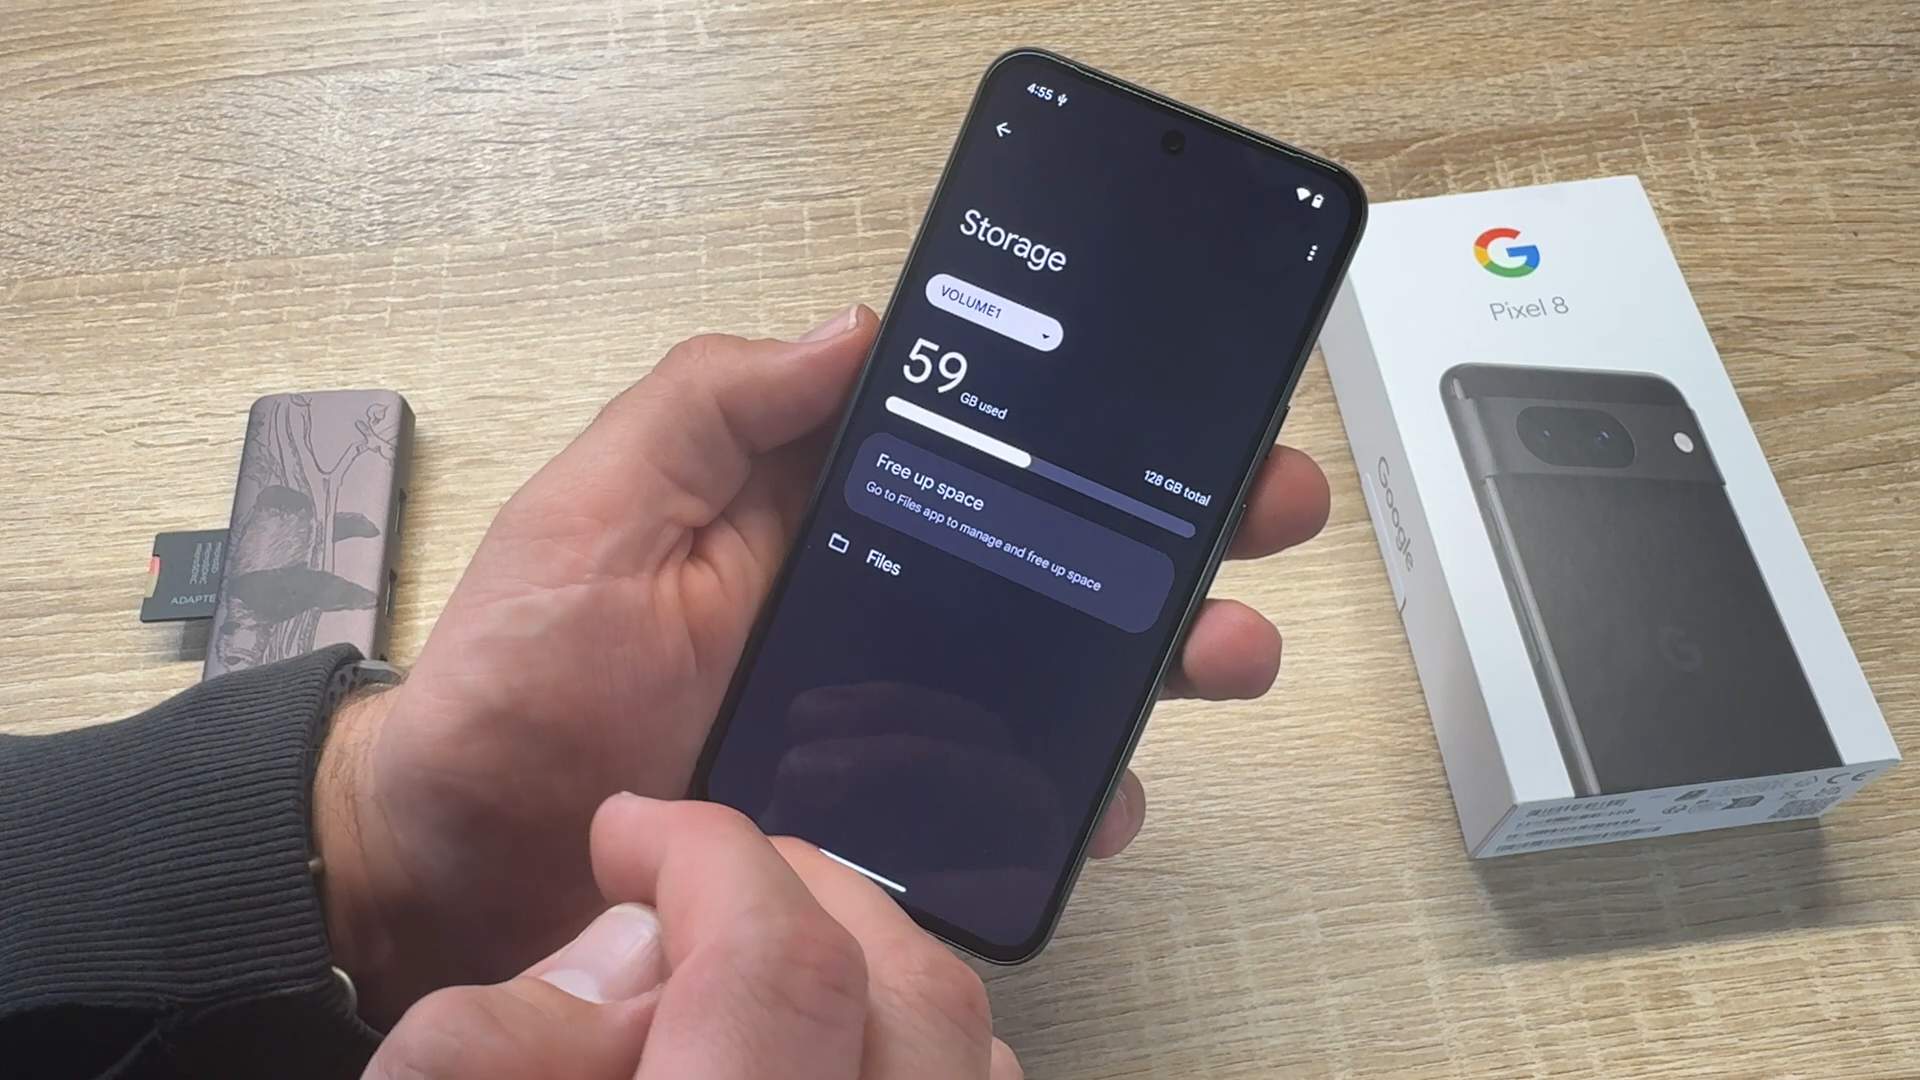 4:55
Storage
VOLUME1
59
GB used
128 GB total
Free up space
Go to Files app to manage and free up space
Files
G
Pixel 8
Google
G
CE
ADAPTE